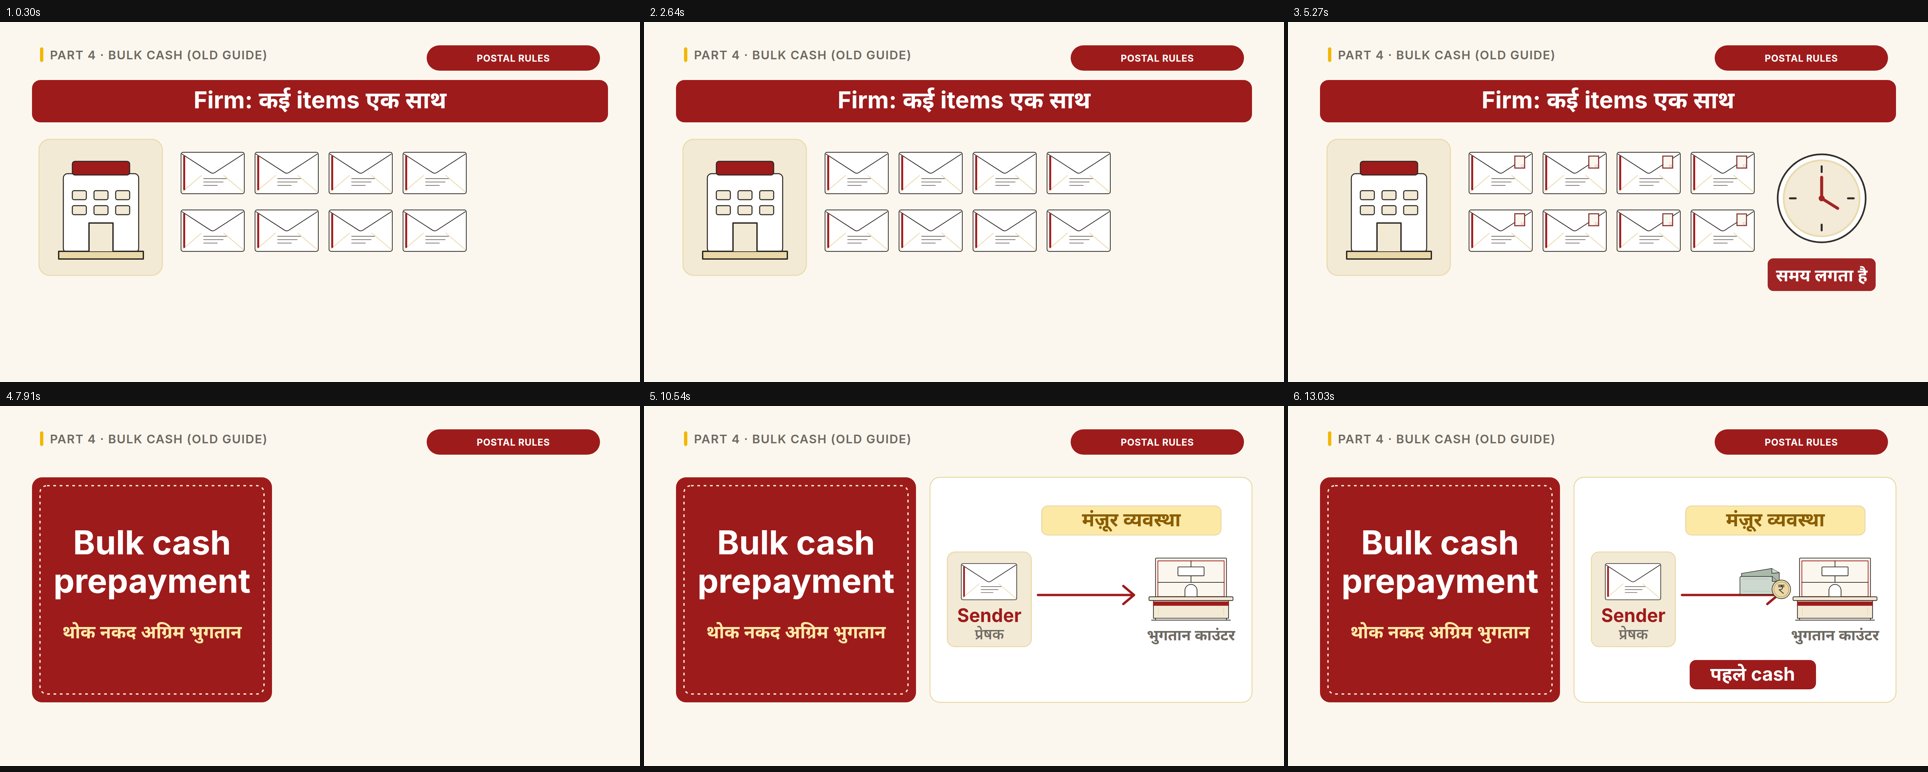 1. 0.30s
PART 4 · BULK CASH (OLD GUIDE)
POSTAL RULES
Firm: कई items एक साथ
2. 2.64s
PART 4 · BULK CASH (OLD GUIDE)
POSTAL RULES
Firm: कई items एक साथ
3. 5.27s
PART 4 · BULK CASH (OLD GUIDE)
POSTAL RULES
Firm: कई items एक साथ
समय लगता है
4. 7.91s
PART 4 · BULK CASH (OLD GUIDE)
POSTAL RULES
Bulk cash
prepayment
थोक नकद अग्रिम भुगतान
5. 10.54s
PART 4 · BULK CASH (OLD GUIDE)
POSTAL RULES
Bulk cash
prepayment
थोक नकद अग्रिम भुगतान
मंज़ूर व्यवस्था
Sender
प्रेषक
भुगतान काउंटर
6. 13.03s
PART 4 · BULK CASH (OLD GUIDE)
POSTAL RULES
Bulk cash
prepayment
थोक नकद अग्रिम भुगतान
मंज़ूर व्यवस्था
₹
Sender
प्रेषक
भुगतान काउंटर
पहले cash